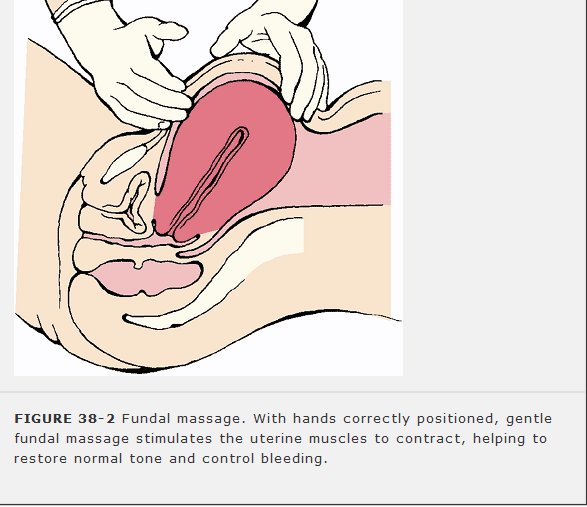 FIGURE 38-2 Fundal massage. With hands correctly positioned, gentle
fundal massage stimulates the uterine muscles to contract, helping to
restore normal tone and control bleeding.